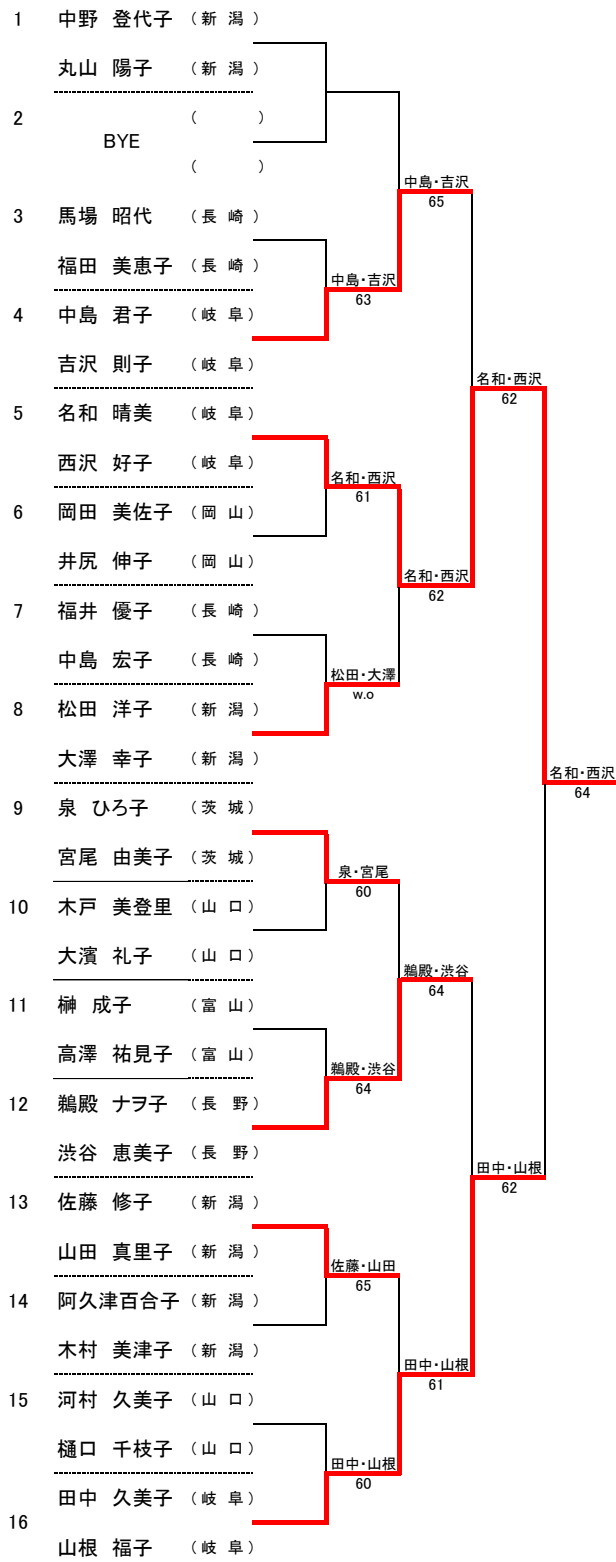 1 中野 登代子 （新 潟）
丸山 陽子 （新 潟）
2 （ ）
BYE
（ ）
中島・吉沢
65
3 馬場 昭代 （長 崎）
福田 美恵子 （長 崎）
中島・吉沢
63
4 中島 君子 （岐 阜）
吉沢 則子 （岐 阜）
名和・西沢
62
5 名和 晴美 （岐 阜）
西沢 好子 （岐 阜）
名和・西沢
61
6 岡田 美佐子 （岡 山）
井尻 伸子 （岡 山）
名和・西沢
62
7 福井 優子 （長 崎）
中島 宏子 （長 崎）
松田・大澤
w.o
8 松田 洋子 （新 潟）
大澤 幸子 （新 潟）
名和・西沢
64
9 泉 ひろ子 （茨 城）
宮尾 由美子 （茨 城）
泉・宮尾
60
10 木戸 美登里 （山 口）
大濱 礼子 （山 口）
鵜殿・渋谷
64
11 榊 成子 （富 山）
高澤 祐見子 （富 山）
鵜殿・渋谷
64
12 鵜殿 ナヲ子 （長 野）
渋谷 恵美子 （長 野）
田中・山根
62
13 佐藤 修子 （新 潟）
山田 真里子 （新 潟）
佐藤・山田
65
14 阿久津百合子 （新 潟）
木村 美津子 （新 潟）
田中・山根
61
15 河村 久美子 （山 口）
樋口 千枝子 （山 口）
田中・山根
60
田中 久美子 （岐 阜）
16
山根 福子 （岐 阜）